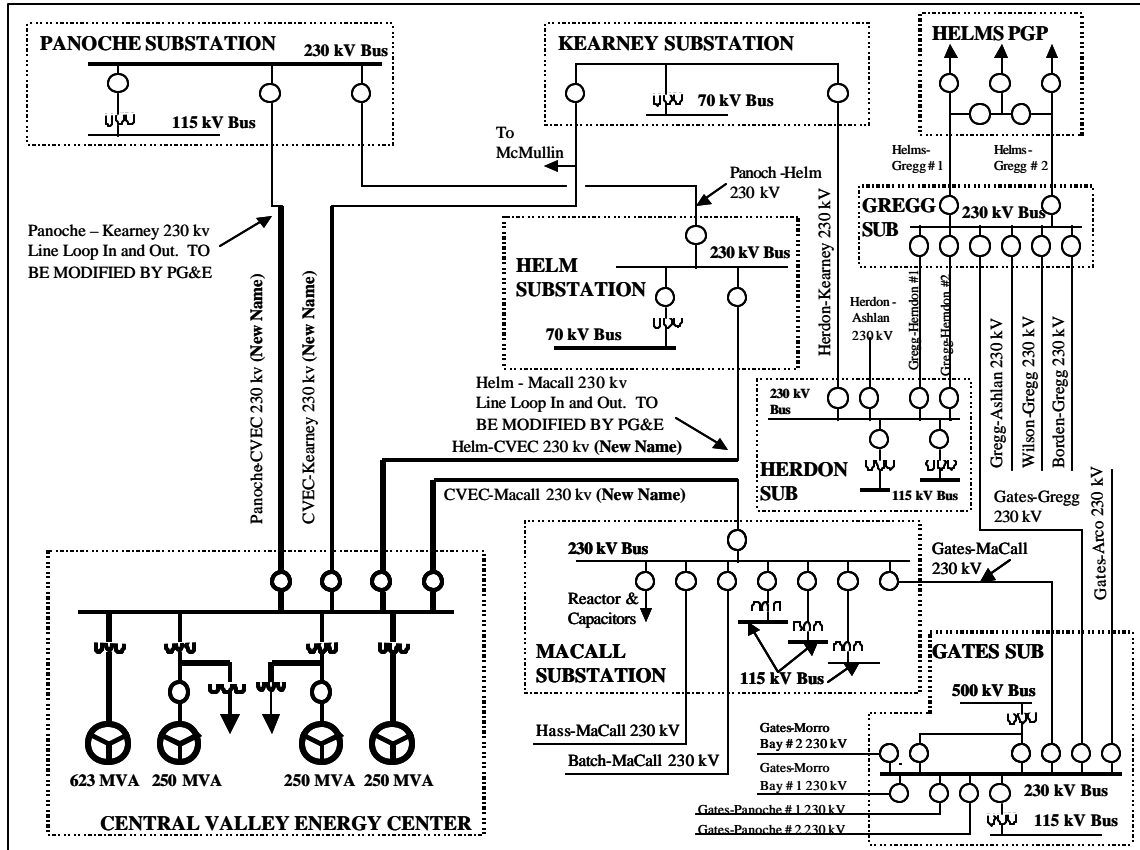 PANOCHE SUBSTATION
230 kV Bus
115 kV Bus
KEARNEY SUBSTATION
70 kV Bus
HELMS PGP
To
McMullin
Helms-
Gregg # 1
Helms-
Gregg # 2
Panoch -Helm
230 kV
GREGG
SUB
230 kV Bus
Panoche – Kearney 230 kv
Line Loop In and Out. TO
BE MODIFIED BY PG&E
HELM
SUBSTATION
230 kV Bus
70 kV Bus
Herdon-Kearney 230 kV
Herdon -
Ashlan
230 kV
Gregg-Herndon #1
Gregg-Herndon #2
Gregg-Ashlan 230 kV
Wilson-Gregg 230 kV
Borden-Gregg 230 kV
Panoche-CVEC 230 kv (New Name)
CVEC-Kearney 230 kv (New Name)
Helm - Macall 230 kv
Line Loop In and Out. TO
BE MODIFIED BY PG&E
Helm-CVEC 230 kv (New Name)
230 kV
Bus
HERDON
SUB
115 kV Bus
CVEC-Macall 230 kV (New Name)
Gates-Gregg
230 kV
Gates-Arco 230 kV
230 kV Bus
Gates-MaCall
230 kV
Reactor &
Capacitors
MACALL
SUBSTATION
115 kV Bus
GATES SUB
500 kV Bus
Hass-MaCall 230 kV
Batch-MaCall 230 kV
Gates-Morro
Bay # 2 230 kV
Gates-Morro
Bay # 1 230 kV
Gates-Panoche # 1 230 kV
Gates-Panoche # 2 230 kV
230 kV Bus
115 kV Bus
623 MVA
250 MVA
250 MVA
250 MVA
CENTRAL VALLEY ENERGY CENTER